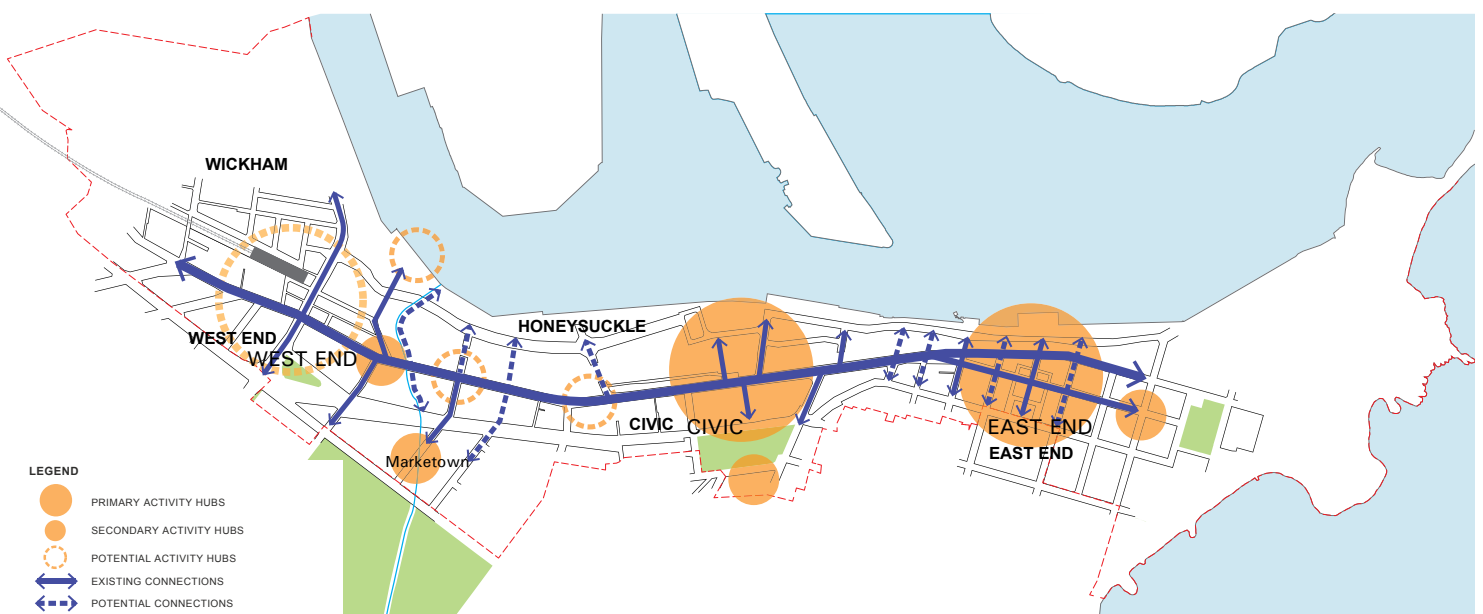 WICKHAM
HONEYSUCKLE
WEST END
WEST END
CIVIC
CIVIC
EAST END
EAST END
Marketown
LEGEND
PRIMARY ACTIVITY HUBS
SECONDARY ACTIVITY HUBS
POTENTIAL ACTIVITY HUBS
EXISTING CONNECTIONS
POTENTIAL CONNECTIONS